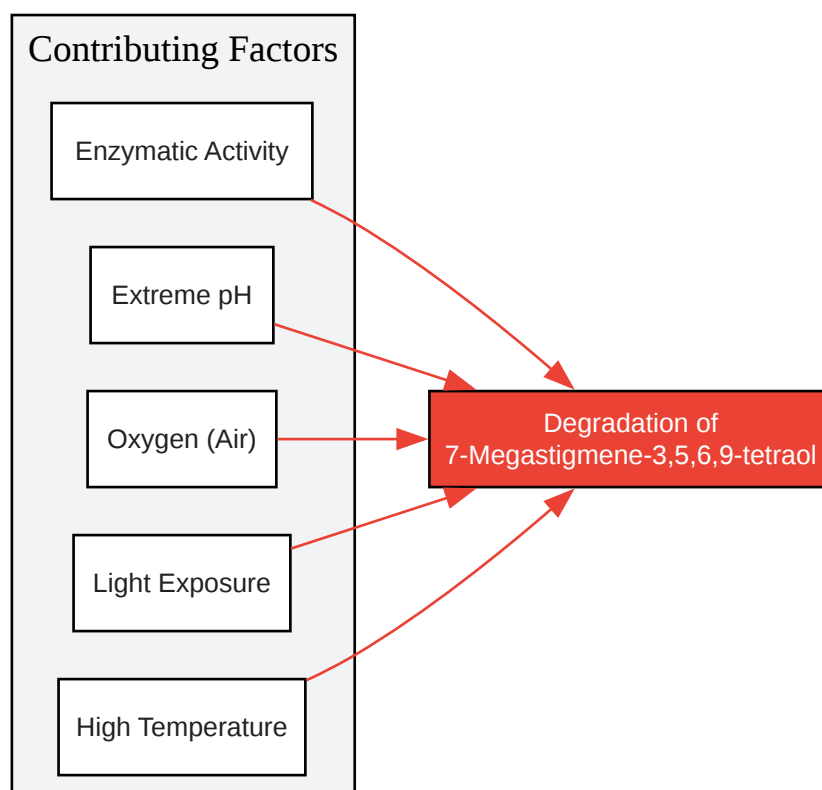 Contributing Factors
Enzymatic Activity
Extreme pH
Oxygen (Air)
Light Exposure
High Temperature
Degradation of
7-Megastigmene-3,5,6,9-tetraol